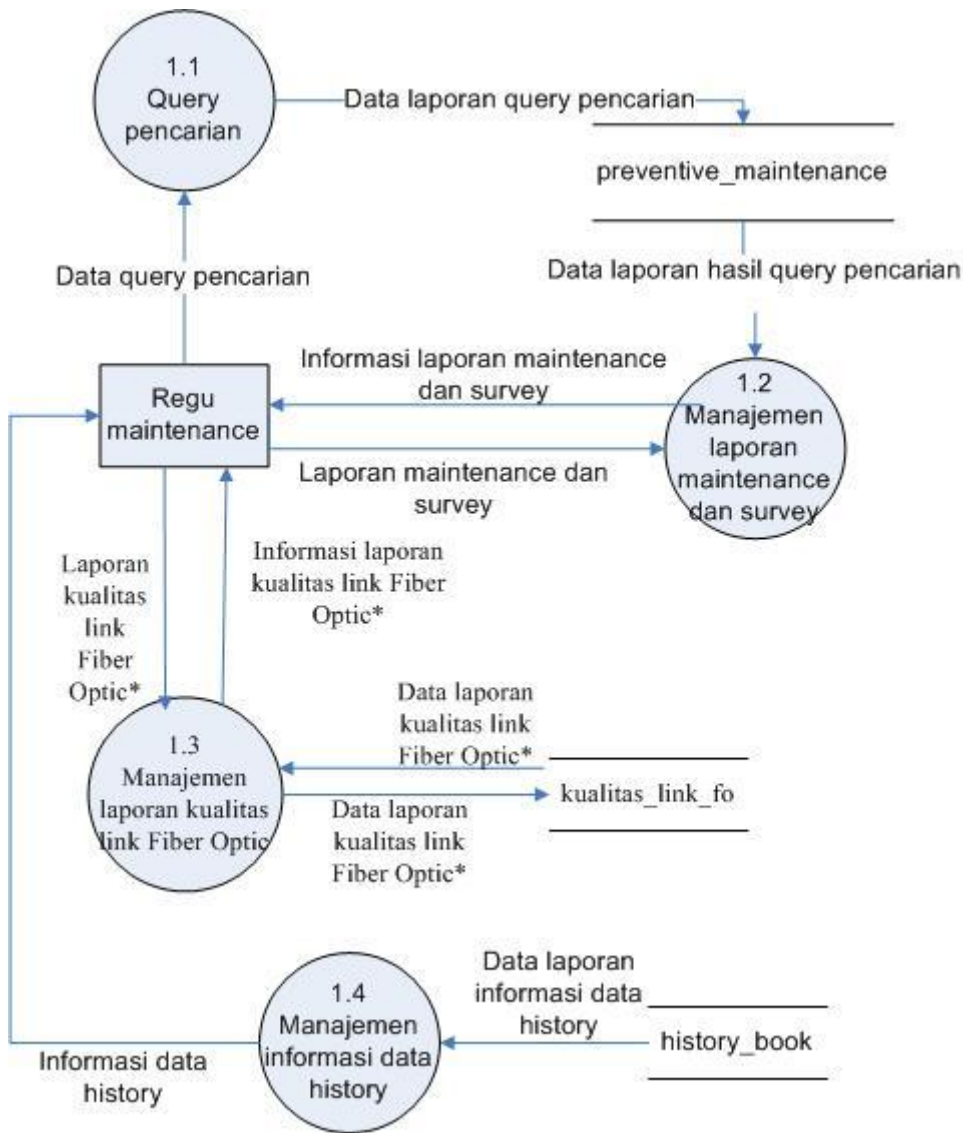 1.1
Query
pencarian
Data laporan query pencarian
preventive_maintenance
Data query pencarian
Data laporan hasil query pencarian
Regu
maintenance
Informasi laporan maintenance
dan survey
Laporan maintenance dan
survey
1.2
Manajemen
laporan
maintenance
dan survey
Laporan
kualitas
link
Fiber
Optic*
Informasi laporan
kualitas link Fiber
Optic*
1.3
Manajemen
laporan kualitas
link Fiber Optic
Data laporan
kualitas link
Fiber Optic*
kualitas_link_fo
Data laporan
kualitas link
Fiber Optic*
1.4
Manajemen
informasi data
history
Data laporan
informasi data
history
history_book
Informasi data
history